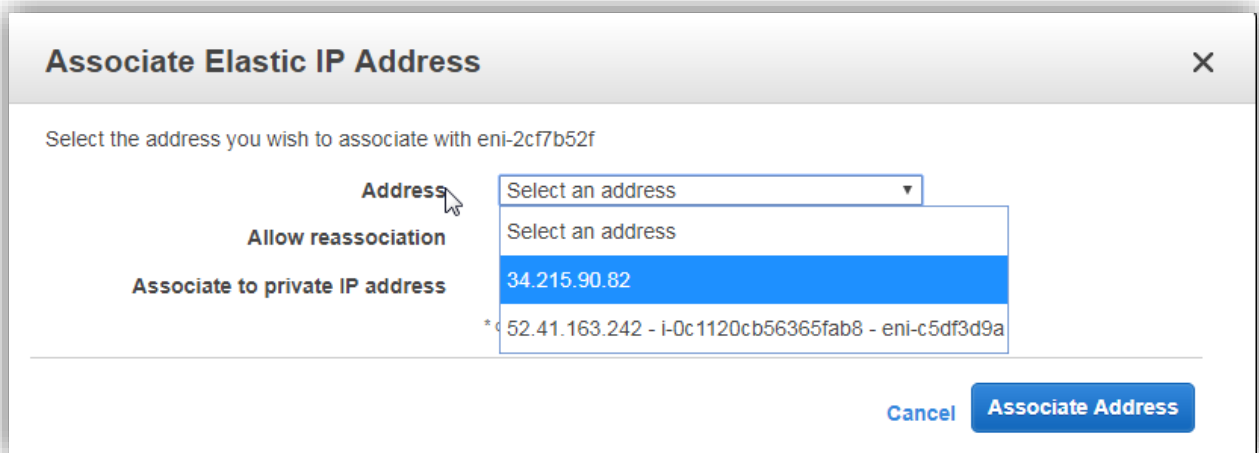 Associate Elastic IP Address
Select the address you wish to associate with eni-2cf7b52f
Address Select an address
Select an address
Allow reassociation
34.215.90.82
Associate to private IP address
52.41.163.242 - i-0c1120cb56365fab8 - eni-c5df3d9a
*
Cancel Associate Address